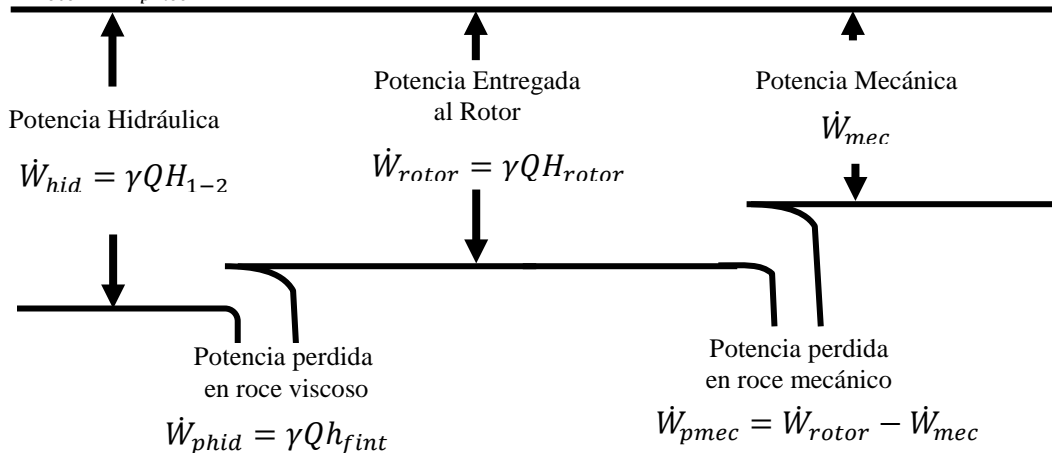 Potencia Hidráulica
Ẇ_hid = γQH_1−2
Potencia Entregada
al Rotor
Ẇ_rotor = γQH_rotor
Potencia Mecánica
Ẇ_mec
Potencia perdida
en roce viscoso
Ẇ_phid = γQh_fint
Potencia perdida
en roce mecánico
Ẇ_pmec = Ẇ_rotor − Ẇ_mec